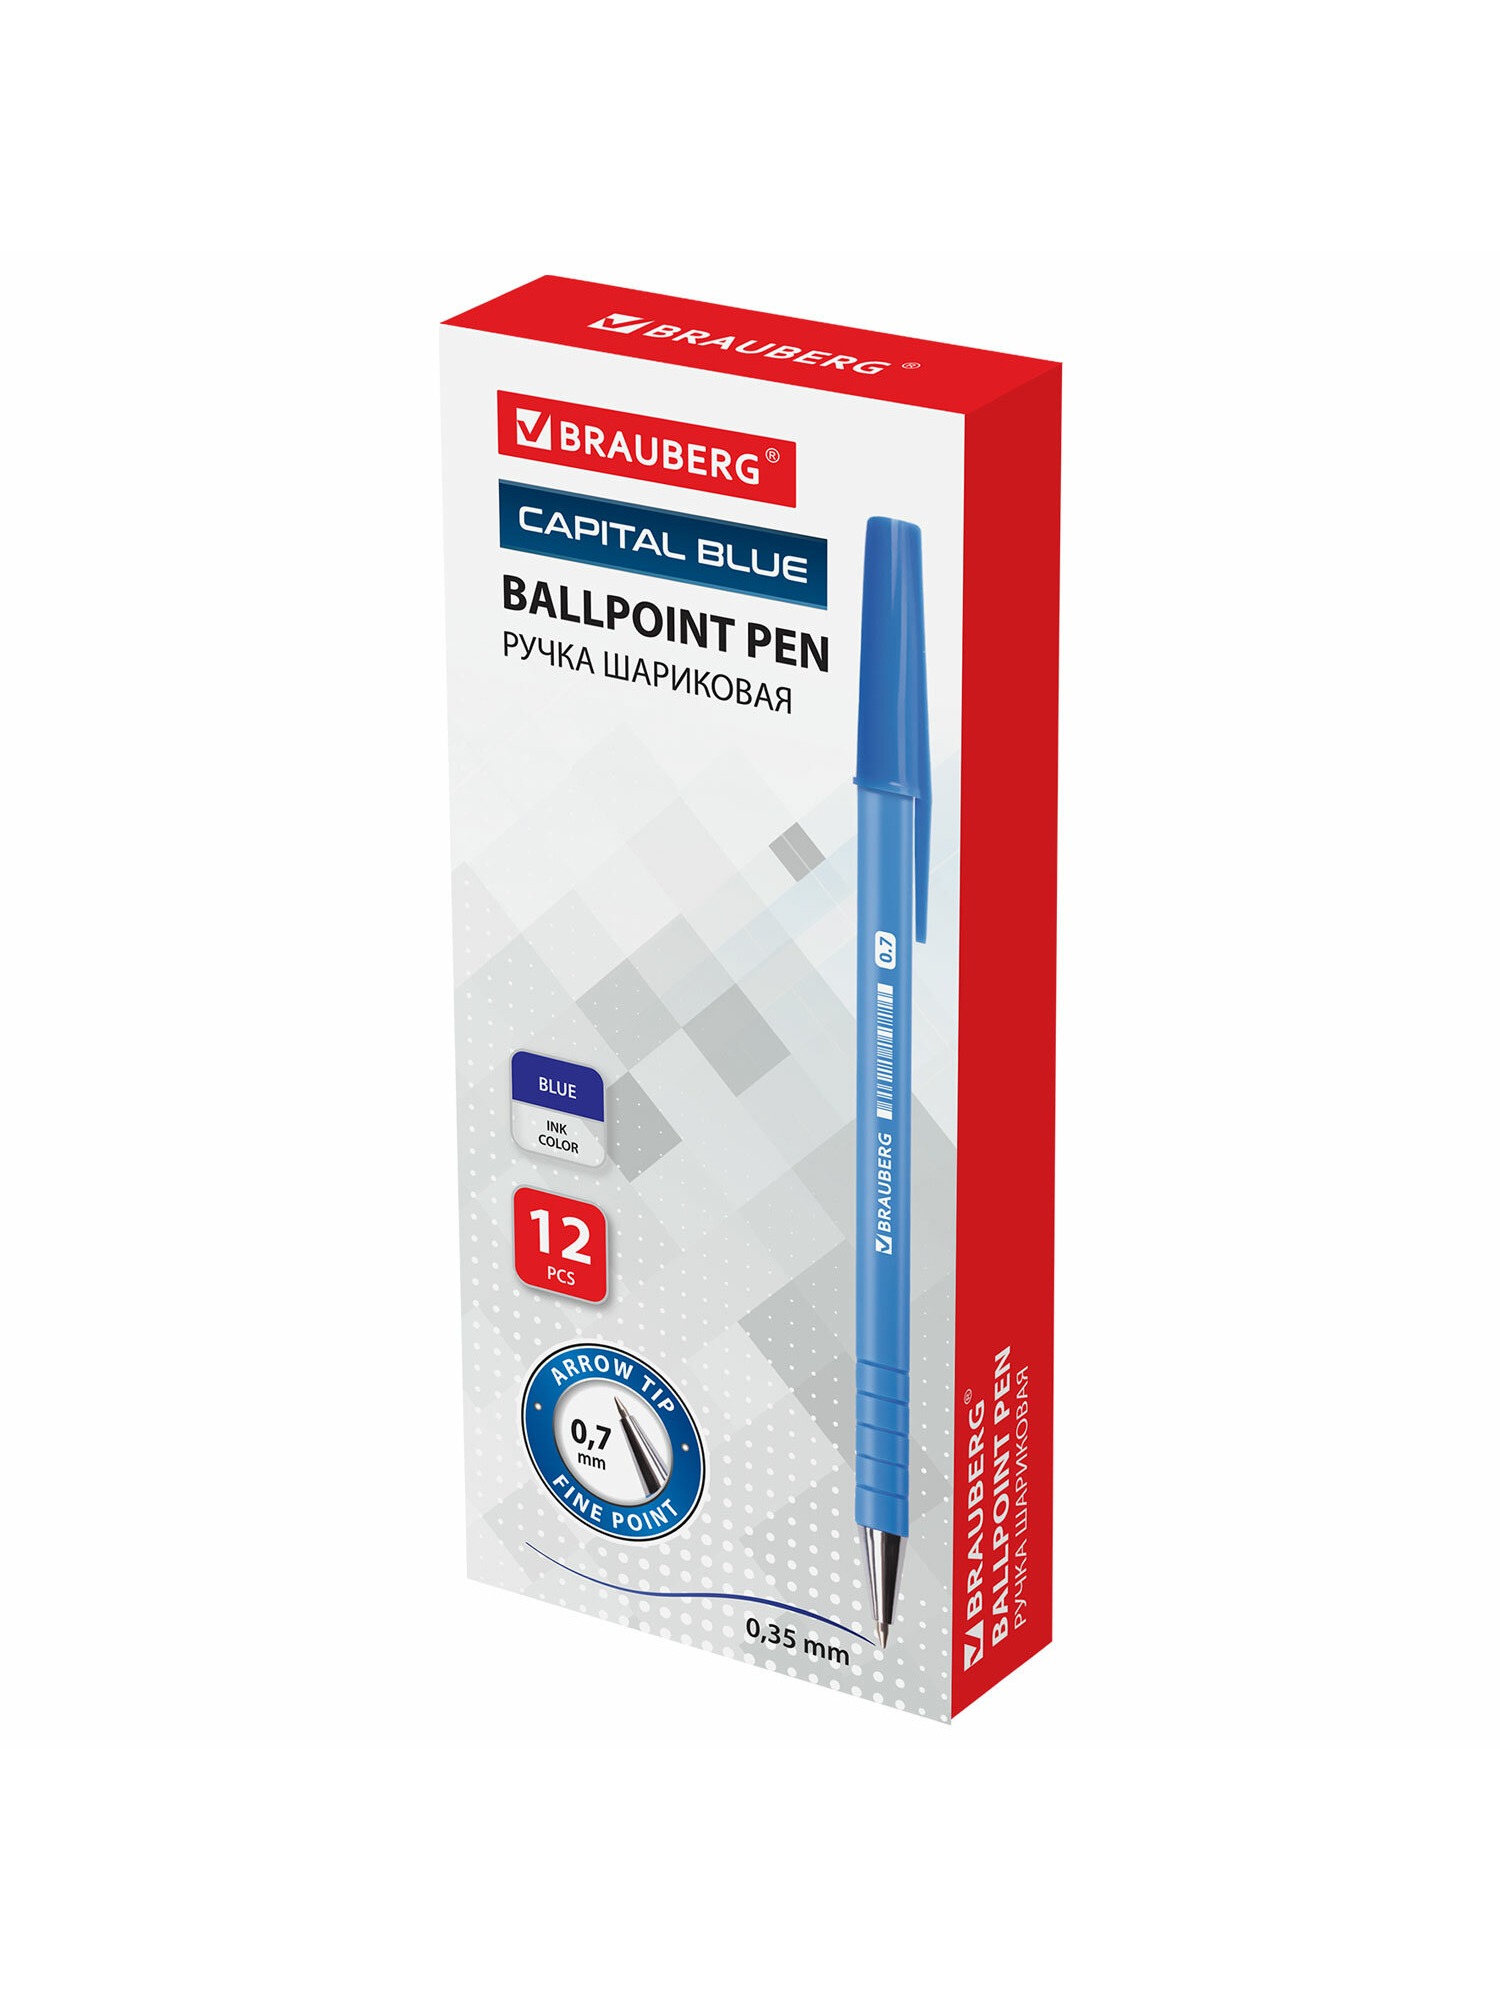 BRAUBERG ®
BRAUBERG®
CAPITAL BLUE
BALLPOINT PEN
РУЧКА ШАРИКОВАЯ
0.7
BRAUBERG
BLUE
INK
COLOR
12
PCS
ARROW TIP
0,7
mm
FINE POINT
0,35 mm
BRAUBERG®
BALLPOINT PEN
РУЧКА ШАРИКОВАЯ